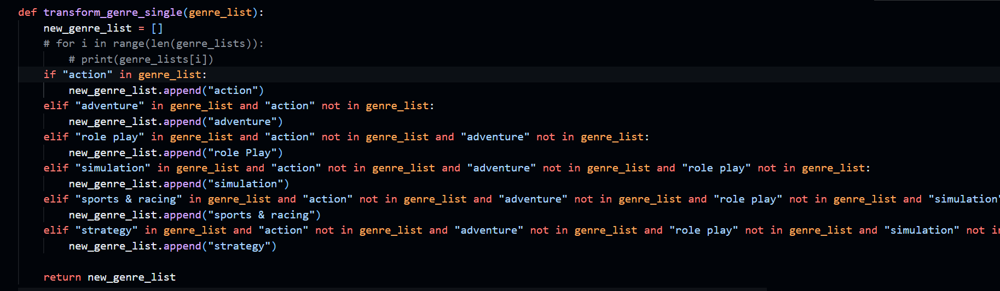 def transform_genre_single(genre_list):
    new_genre_list = []
    # for i in range(len(genre_lists)):
        # print(genre_lists[i])
    if "action" in genre_list:
        new_genre_list.append("action")
    elif "adventure" in genre_list and "action" not in genre_list:
        new_genre_list.append("adventure")
    elif "role play" in genre_list and "action" not in genre_list and "adventure" not in genre_list:
        new_genre_list.append("role Play")
    elif "simulation" in genre_list and "action" not in genre_list and "adventure" not in genre_list and "role play" not in genre_list:
        new_genre_list.append("simulation")
    elif "sports & racing" in genre_list and "action" not in genre_list and "adventure" not in genre_list and "role play" not in genre_list and "simulation"
        new_genre_list.append("sports & racing")
    elif "strategy" in genre_list and "action" not in genre_list and "adventure" not in genre_list and "role play" not in genre_list and "simulation" not in
        new_genre_list.append("strategy")
    return new_genre_list